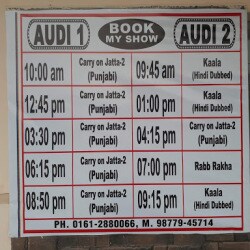 AUDI 1 BOOK MY SHOW AUDI 2
10:00 am Carry on Jatta-2 (Punjabi) 09:45 am Kaala (Hindi Dubbed)
12:45 pm Carry on Jatta-2 (Punjabi) 01:00 pm Kaala (Hindi Dubbed)
03:30 pm Carry on Jatta-2 (Punjabi) 04:15 pm Carry on Jatta-2 (Punjabi)
06:15 pm Carry on Jatta-2 (Punjabi) 07:00 pm Rabb Rakha
08:50 pm Carry on Jatta-2 (Punjabi) 09:15 pm Kaala (Hindi Dubbed)
PH. 0161-2880066, M. 98779-45714